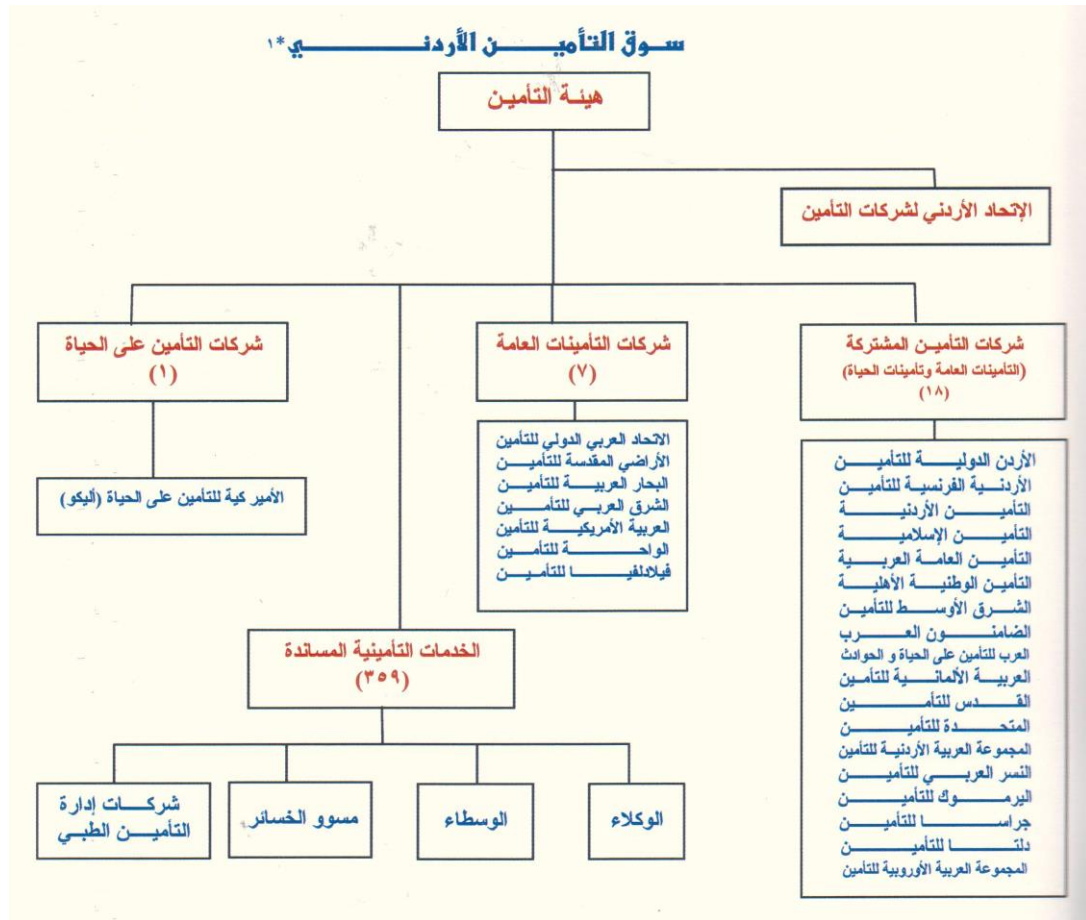 سوق التأمين الأردني *١
هيئة التأمين
الإتحاد الأردني لشركات التأمين
شركات التأمين المشتركة
(التأمينات العامة وتأمينات الحياة)
(١٨)
الأردن الدولية للتأمين
الأردنية الفرنسية للتأمين
التأمين الأردنية
التأمين الإسلامية
التأمين العامة العربية
التأمين الوطنية الأهلية
الشرق الأوسط للتأمين
الضامنون العرب
العرب للتأمين على الحياة و الحوادث
العربية الألمانية للتأمين
القدس للتأمين
المتحدة للتأمين
المجموعة العربية الأردنية للتأمين
النسر العربي للتأمين
اليرموك للتأمين
جراسا للتأمين
دلتا للتأمين
المجموعة العربية الأوروبية للتأمين
شركات التأمينات العامة
(٧)
الاتحاد العربي الدولي للتأمين
الأراضي المقدسة للتأمين
البحار العربية للتأمين
الشرق العربي للتأمين
العربية الأمريكية للتأمين
الواحة للتأمين
فيلادلفيا للتأمين
شركات التأمين على الحياة
(١)
الأميركية للتأمين على الحياة (أليكو)
الخدمات التأمينية المساندة
(٣٥٩)
الوكلاء
الوسطاء
مسوو الخسائر
شركات إدارة
التأمين الطبي